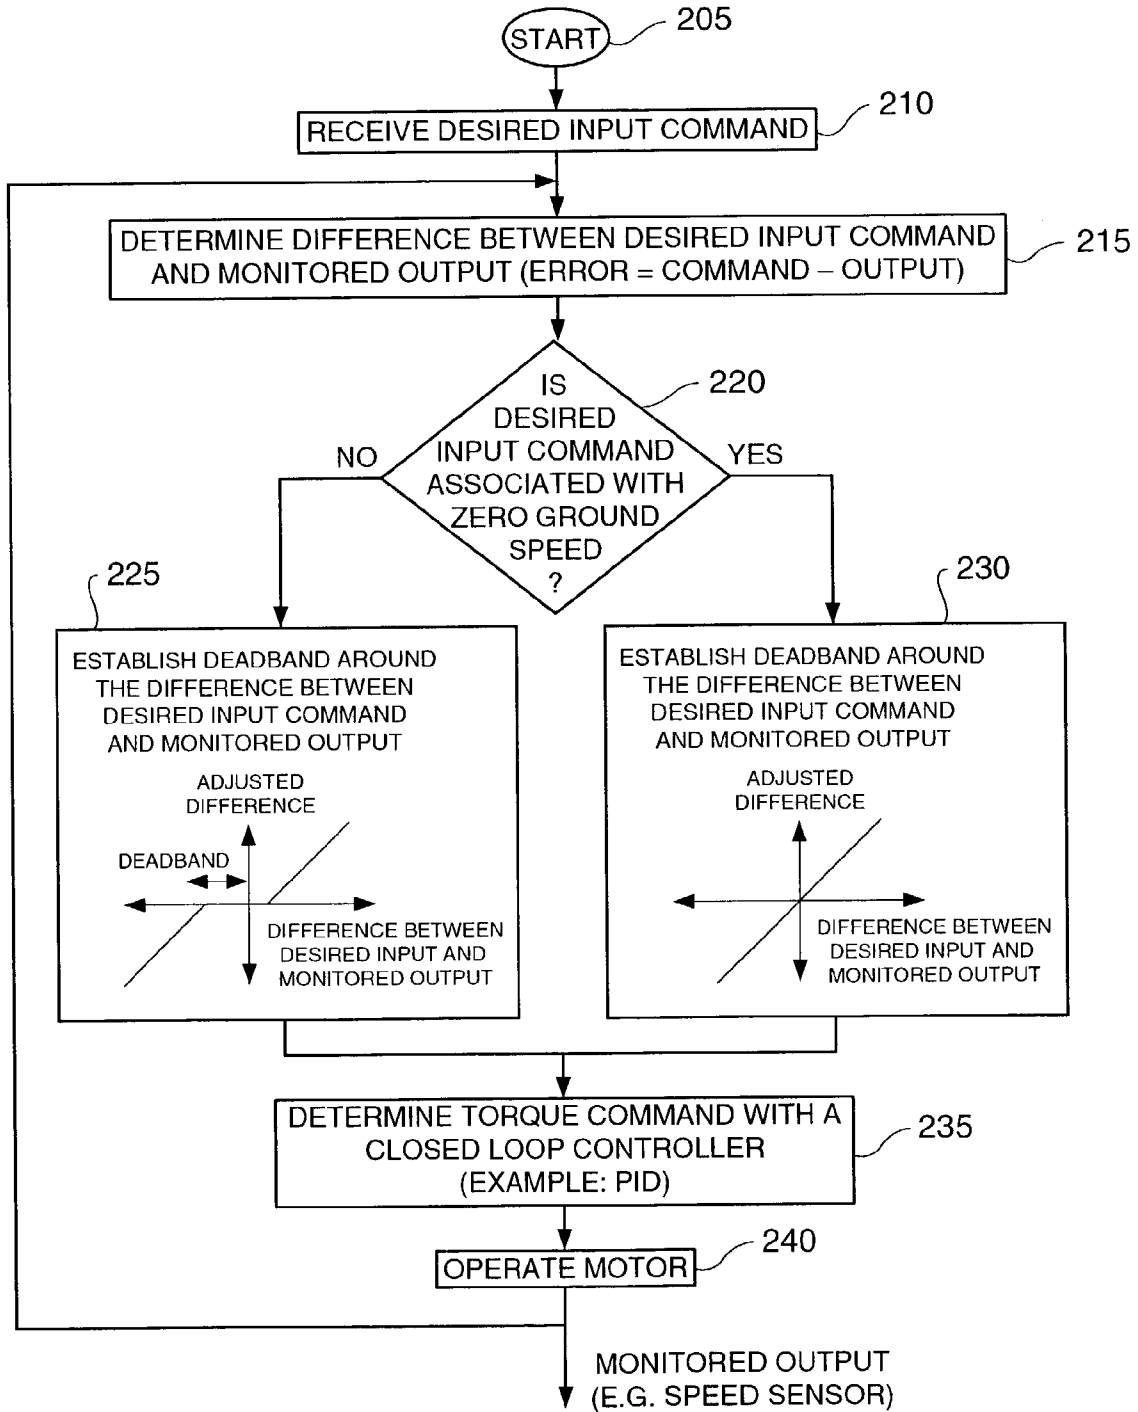 START
205
RECEIVE DESIRED INPUT COMMAND
210
DETERMINE DIFFERENCE BETWEEN DESIRED INPUT COMMAND
AND MONITORED OUTPUT (ERROR = COMMAND – OUTPUT)
215
IS
DESIRED
INPUT COMMAND
ASSOCIATED WITH
ZERO GROUND
SPEED
?
220
NO
YES
225
ESTABLISH DEADBAND AROUND
THE DIFFERENCE BETWEEN
DESIRED INPUT COMMAND
AND MONITORED OUTPUT
ADJUSTED
DIFFERENCE
DEADBAND
DIFFERENCE BETWEEN
DESIRED INPUT AND
MONITORED OUTPUT
230
ESTABLISH DEADBAND AROUND
THE DIFFERENCE BETWEEN
DESIRED INPUT COMMAND
AND MONITORED OUTPUT
ADJUSTED
DIFFERENCE
DIFFERENCE BETWEEN
DESIRED INPUT AND
MONITORED OUTPUT
DETERMINE TORQUE COMMAND WITH A
CLOSED LOOP CONTROLLER
(EXAMPLE: PID)
235
OPERATE MOTOR
240
MONITORED OUTPUT
(E.G. SPEED SENSOR)